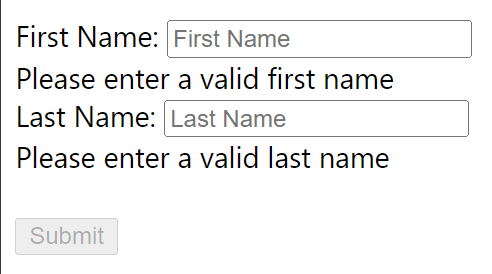 First Name: First Name
Please enter a valid first name
Last Name: Last Name
Please enter a valid last name
Submit